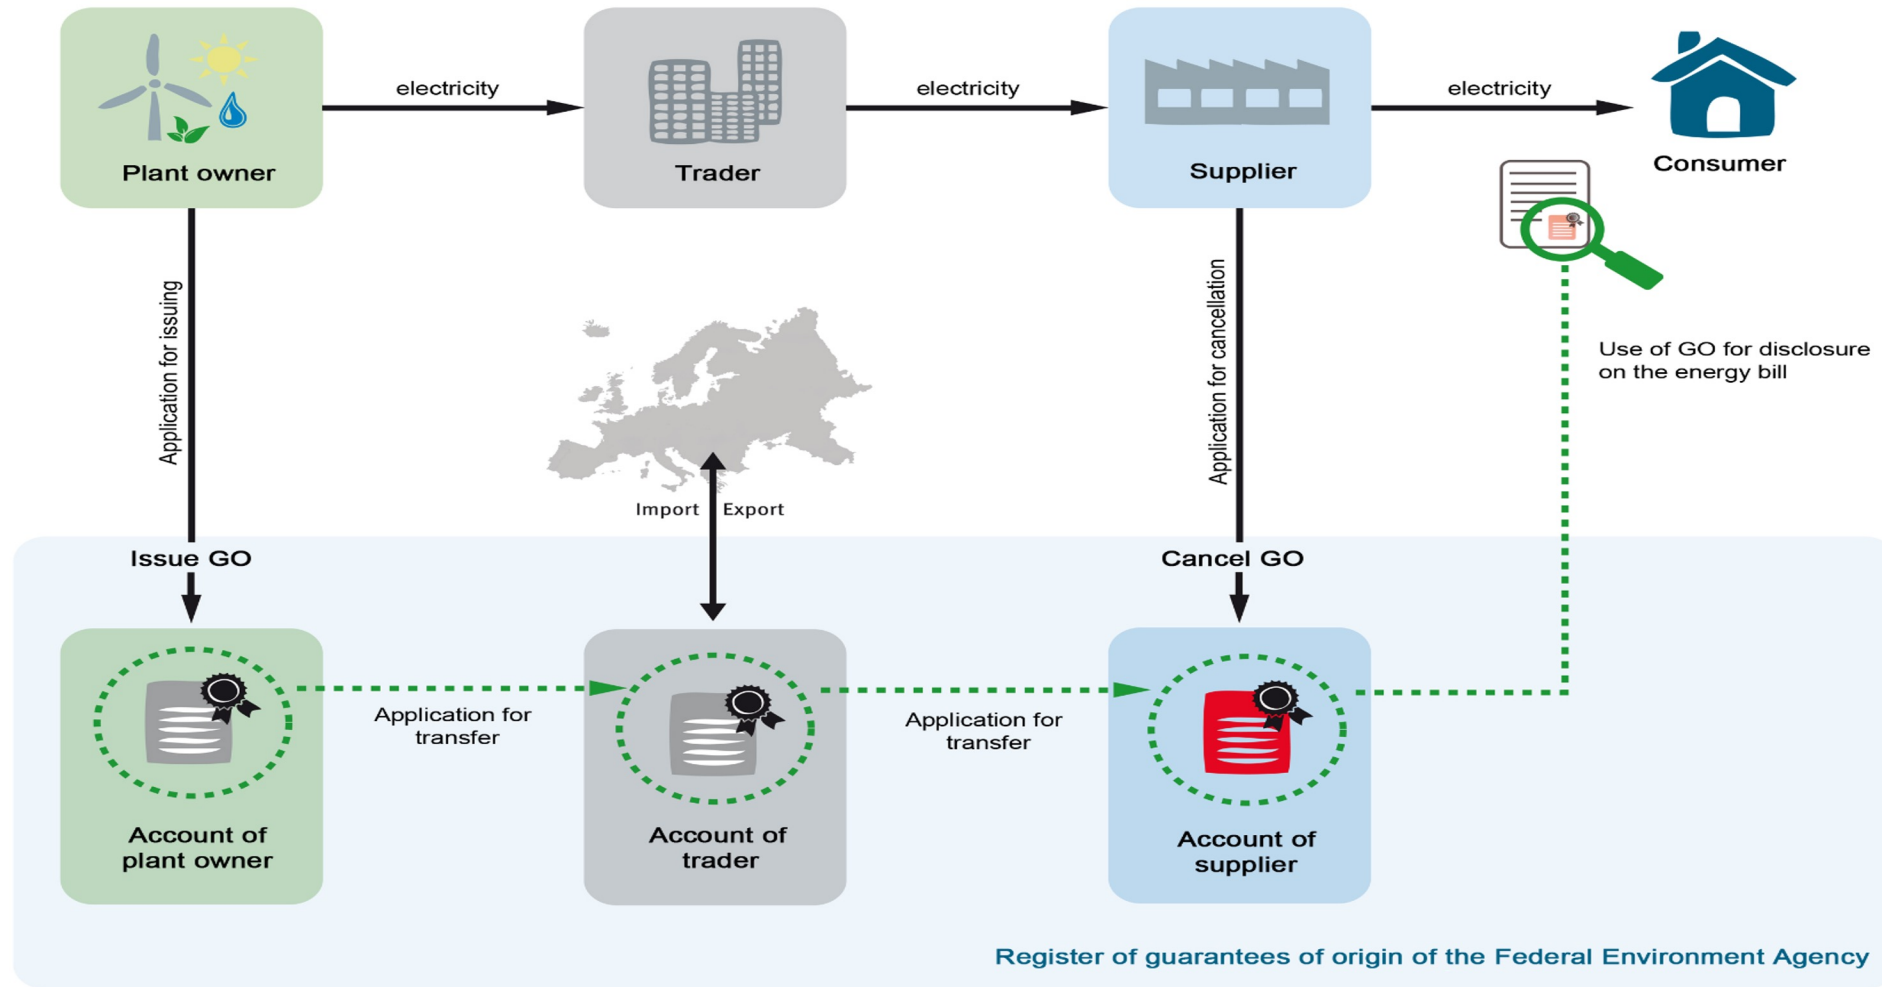 electricity
electricity
electricity
Plant owner
Trader
Supplier
Consumer
Application for issuing
Application for cancellation
Use of GO for disclosure
on the energy bill
Import
Export
Issue GO
Cancel GO
Application for
transfer
Application for
transfer
Account of
plant owner
Account of
trader
Account of
supplier
Register of guarantees of origin of the Federal Environment Agency